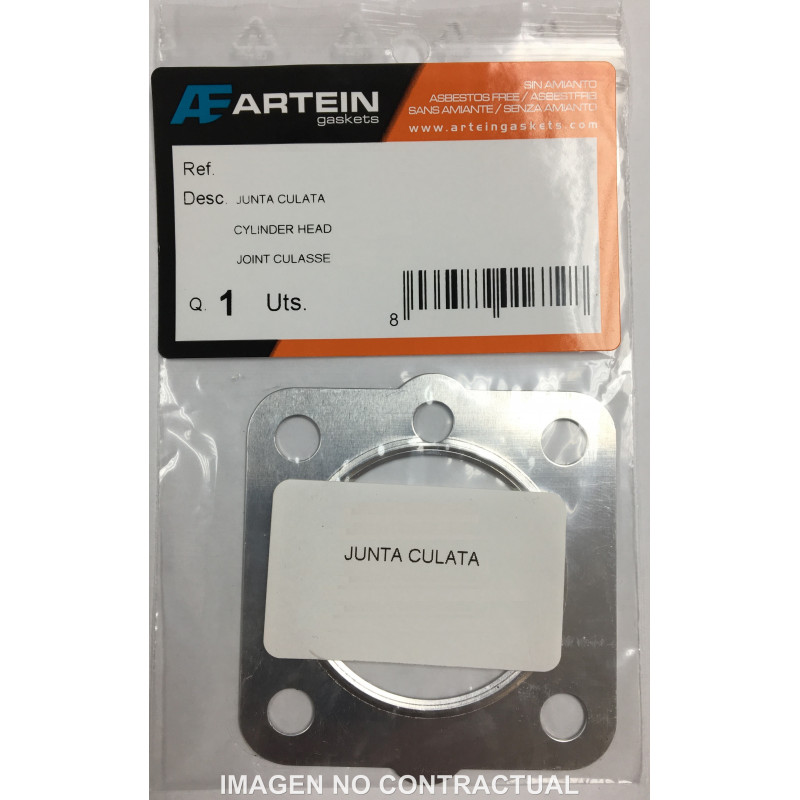 ARTEIN
gaskets
SIN AMIANTO
ASBESTOS FREE / ASBESTFREI
SANS AMIANTE / SENZA AMIANTO
www.arteingaskets.com
Ref.
Desc. JUNTA CULATA
CYLINDER HEAD
JOINT CULASSE
Q. 1 Uts.
8
JUNTA CULATA
IMAGEN NO CONTRACTUAL